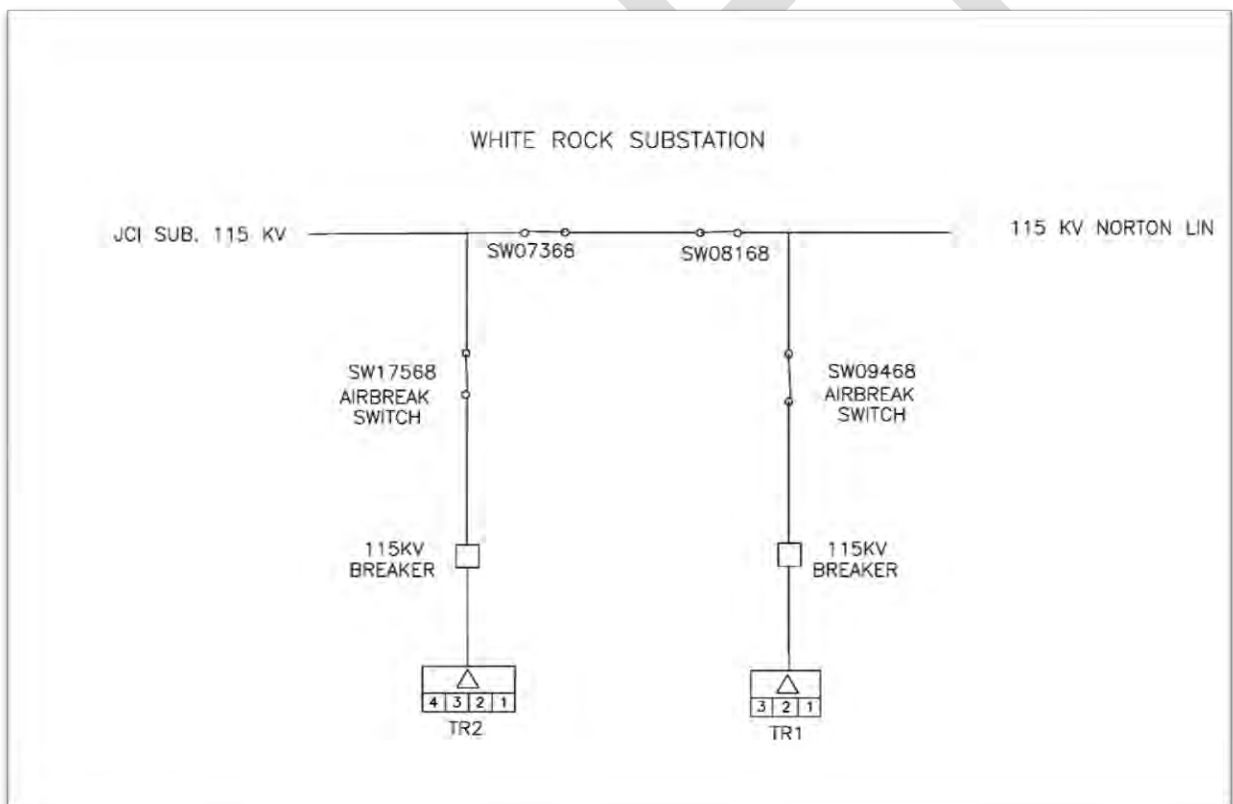 WHITE ROCK SUBSTATION
JCI SUB. 115 KV
115 KV NORTON LIN
SW07368
SW08168
SW17568
AIRBREAK
SWITCH
SW09468
AIRBREAK
SWITCH
115KV
BREAKER
115KV
BREAKER
4 3 2 1
TR2
3 2 1
TR1